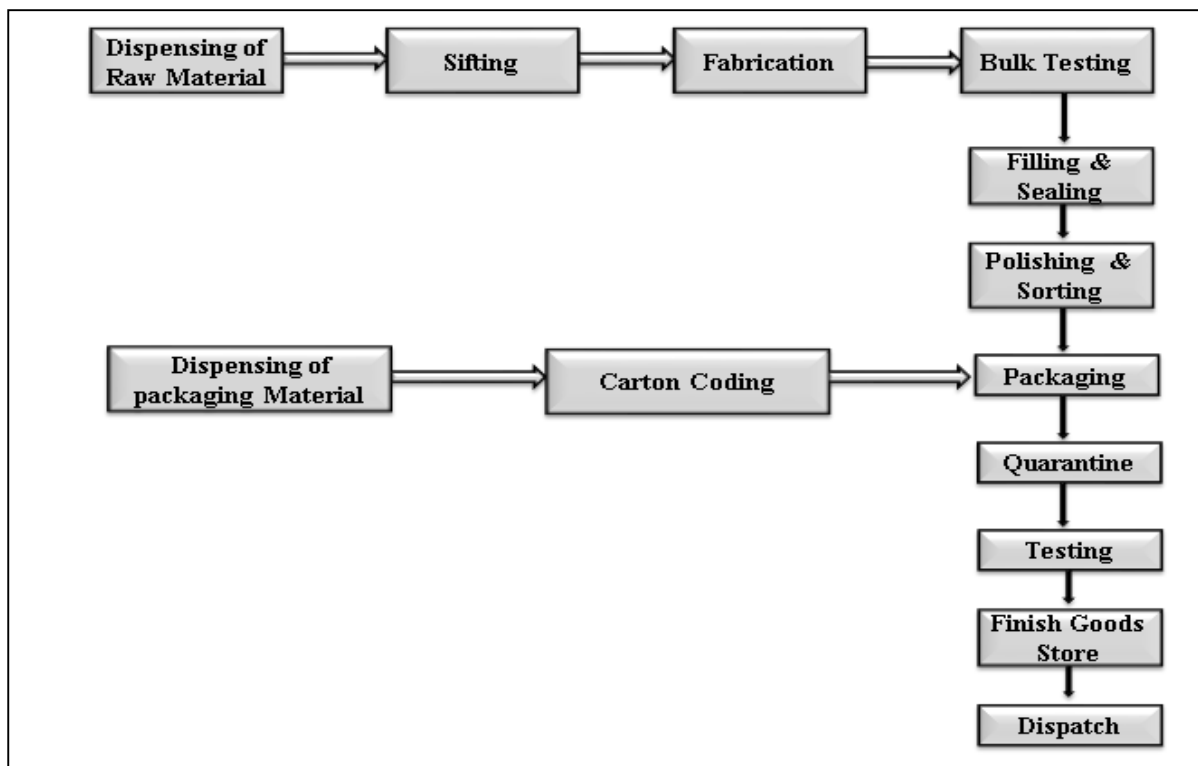 Dispensing of
Raw Material
Sifting
Fabrication
Bulk Testing
Filling &
Sealing
Polishing &
Sorting
Dispensing of
packaging Material
Carton Coding
Packaging
Quarantine
Testing
Finish Goods
Store
Dispatch